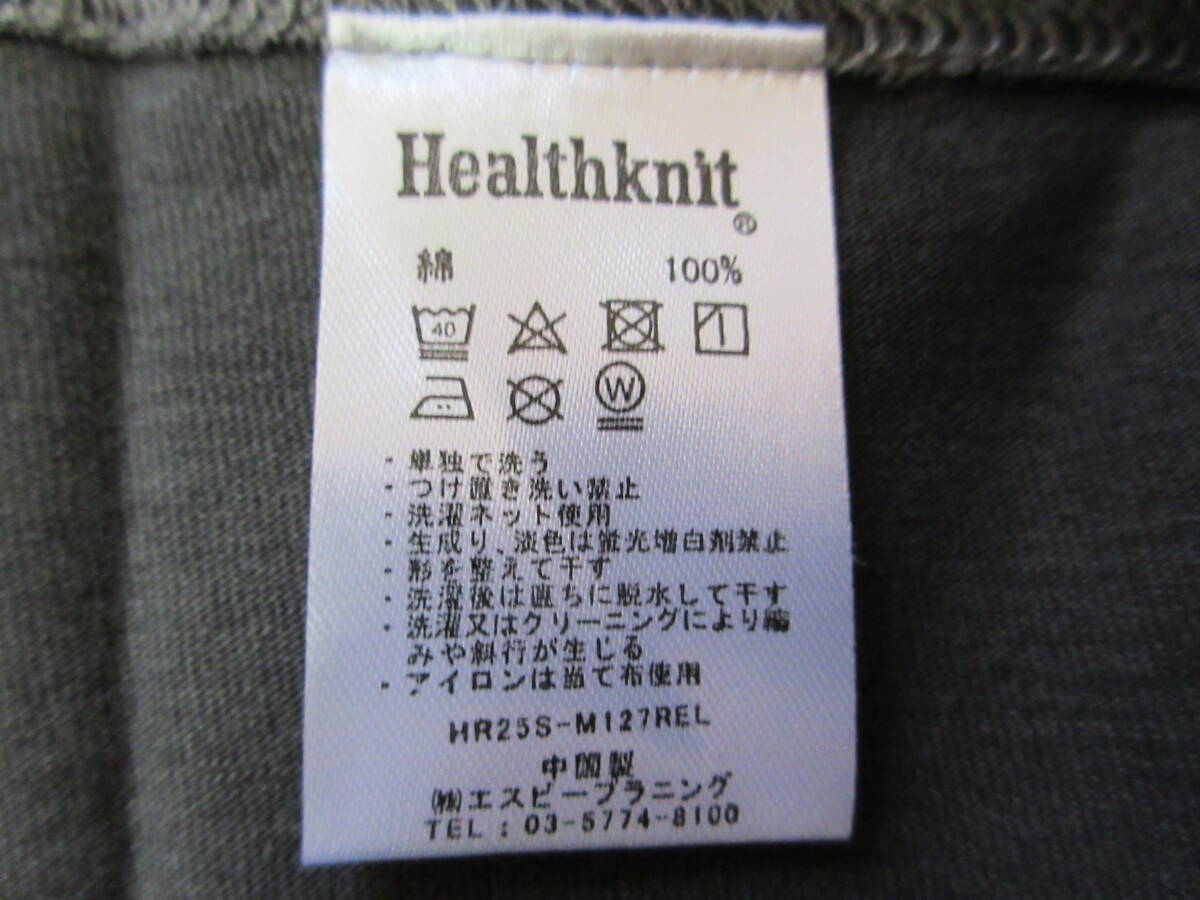 Healthknit
®
綿 100%
40
W
・単独で洗う
・つけ置き洗い禁止
・洗濯ネット使用
・生成り、淡色は蛍光増白剤禁止
・形を整えて干す
・洗濯後は直ちに脱水して干す
・洗濯又はクリーニングにより縮
みや斜行が生じる
・アイロンは当て布使用
HR25S-M127REL
中国製
㈱エスピープラニング
TEL : 03-5774-8100